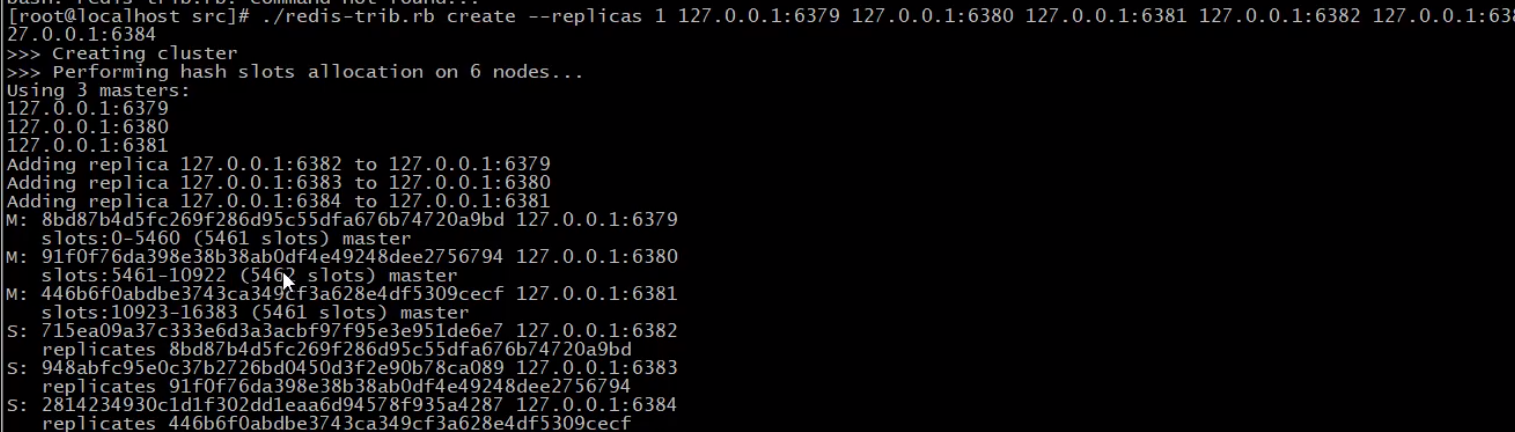 bash: redis-trib.rb: command not found...
[root@localhost src]# ./redis-trib.rb create --replicas 1 127.0.0.1:6379 127.0.0.1:6380 127.0.0.1:6381 127.0.0.1:6382 127.0.0.1:638
27.0.0.1:6384
>>> Creating cluster
>>> Performing hash slots allocation on 6 nodes...
Using 3 masters:
127.0.0.1:6379
127.0.0.1:6380
127.0.0.1:6381
Adding replica 127.0.0.1:6382 to 127.0.0.1:6379
Adding replica 127.0.0.1:6383 to 127.0.0.1:6380
Adding replica 127.0.0.1:6384 to 127.0.0.1:6381
M: 8bd87b4d5fc269f286d95c55dfa676b74720a9bd 127.0.0.1:6379
slots:0-5460 (5461 slots) master
M: 91f0f76da398e38b38ab0df4e49248dee2756794 127.0.0.1:6380
slots:5461-10922 (5462 slots) master
M: 446b6f0abdbe3743ca349cf3a628e4df5309cecf 127.0.0.1:6381
slots:10923-16383 (5461 slots) master
S: 715ea09a37c333e6d3a3acbf97f95e3e951de6e7 127.0.0.1:6382
replicates 8bd87b4d5fc269f286d95c55dfa676b74720a9bd
S: 948abfc95e0c37b2726bd0450d3f2e90b78ca089 127.0.0.1:6383
replicates 91f0f76da398e38b38ab0df4e49248dee2756794
S: 2814234930c1d1f302dd1eaa6d94578f935a4287 127.0.0.1:6384
replicates 446b6f0abdbe3743ca349cf3a628e4df5309cecf